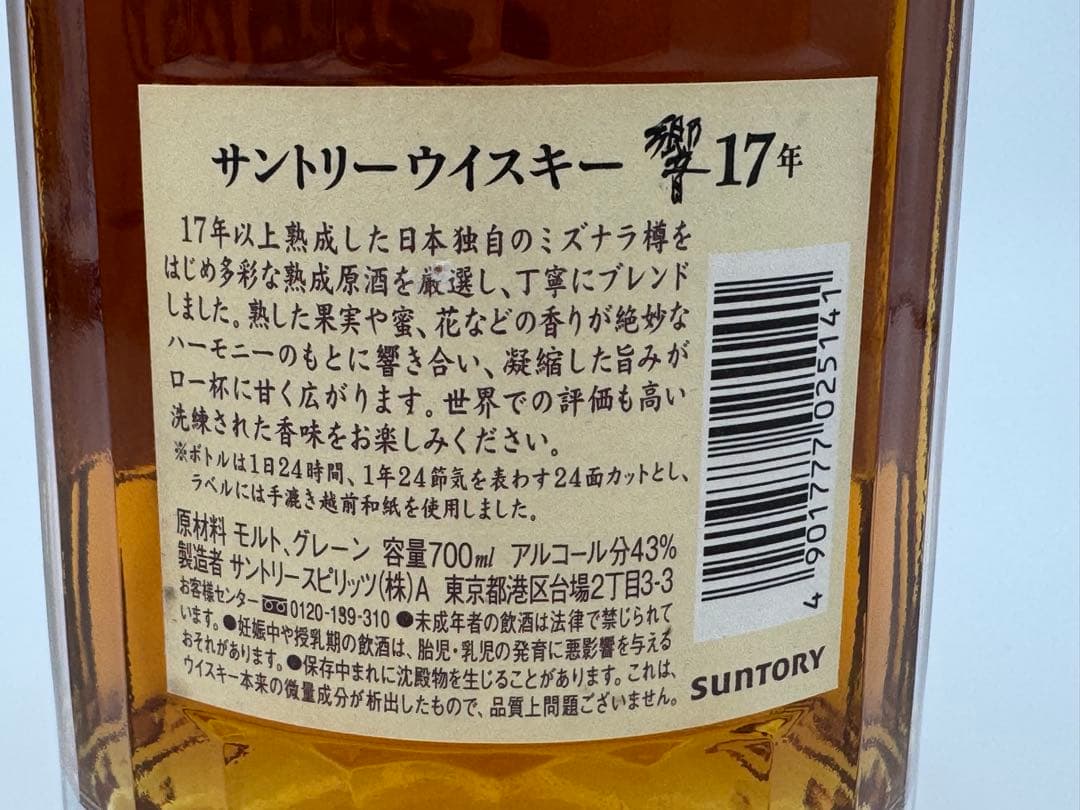 サントリーウイスキー 響 17年
17年以上熟成した日本独自のミズナラ樽を
はじめ多彩な熟成原酒を厳選し、丁寧にブレンド
しました。熟した果実や蜜、花などの香りが絶妙な
ハーモニーのもとに響き合い、凝縮した旨みが
口一杯に甘く広がります。世界での評価も高い
洗練された香味をお楽しみください。
※ボトルは1日24時間、1年24節気を表わす24面カットとし、
ラベルには手漉き越前和紙を使用しました。
原材料 モルト、グレーン 容量700ml アルコール分43%
製造者 サントリースピリッツ(株)A 東京都港区台場2丁目3-3
お客様センター 0120-139-310 ●未成年者の飲酒は法律で禁じられて
います。●妊娠中や授乳期の飲酒は、胎児・乳児の発育に悪影響を与える
おそれがあります。●保存中まれに沈殿物を生じることがあります。これは、
ウイスキー本来の微量成分が析出したもので、品質上問題ございません。
4 901777 025141
SUNTORY